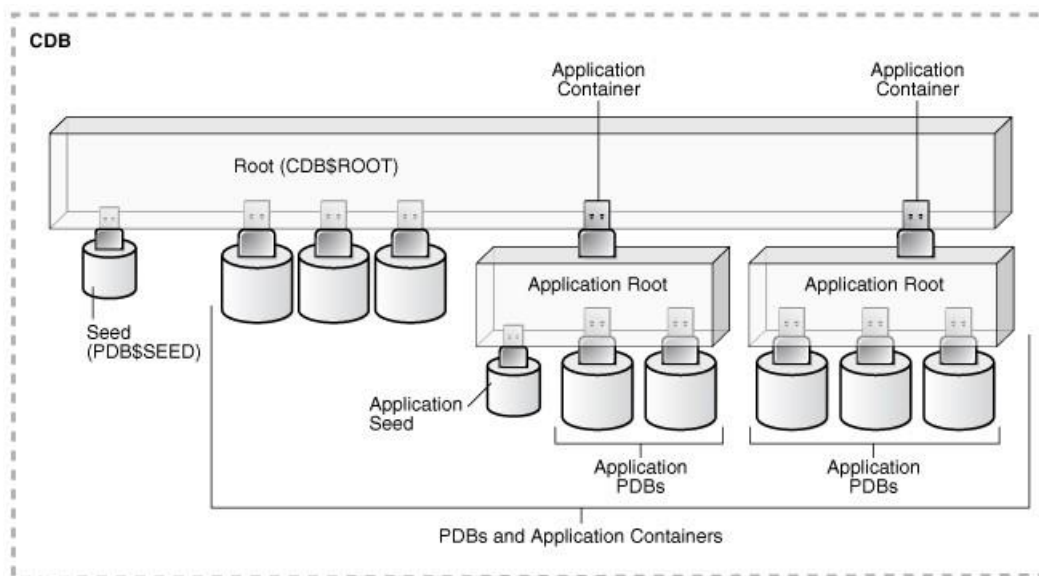 CDB
Application
Container
Application
Container
Root (CDB$ROOT)
Seed
(PDB$SEED)
Application Root
Application Root
Application
Seed
Application
PDBs
Application
PDBs
PDBs and Application Containers